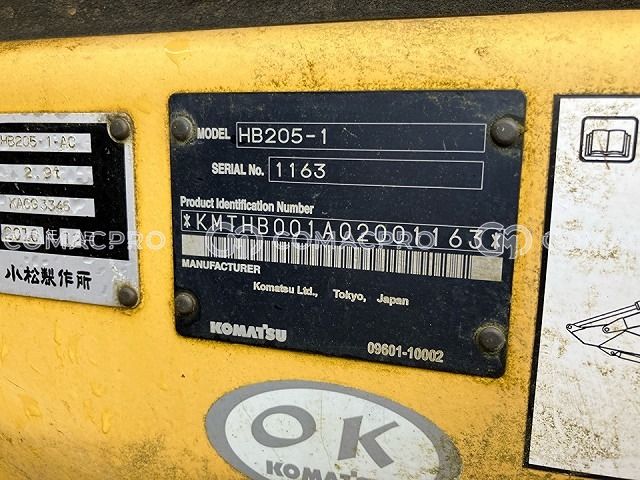 HB205-1-AC
2.9t
小松製作所
MODEL HB205-1
SERIAL No. 1163
Product Identification Number
*KMTHB001A02001163*
MANUFACTURER
Komatsu Ltd., Tokyo, Japan
KOMATSU
09601-10002
OK
KOMATSU